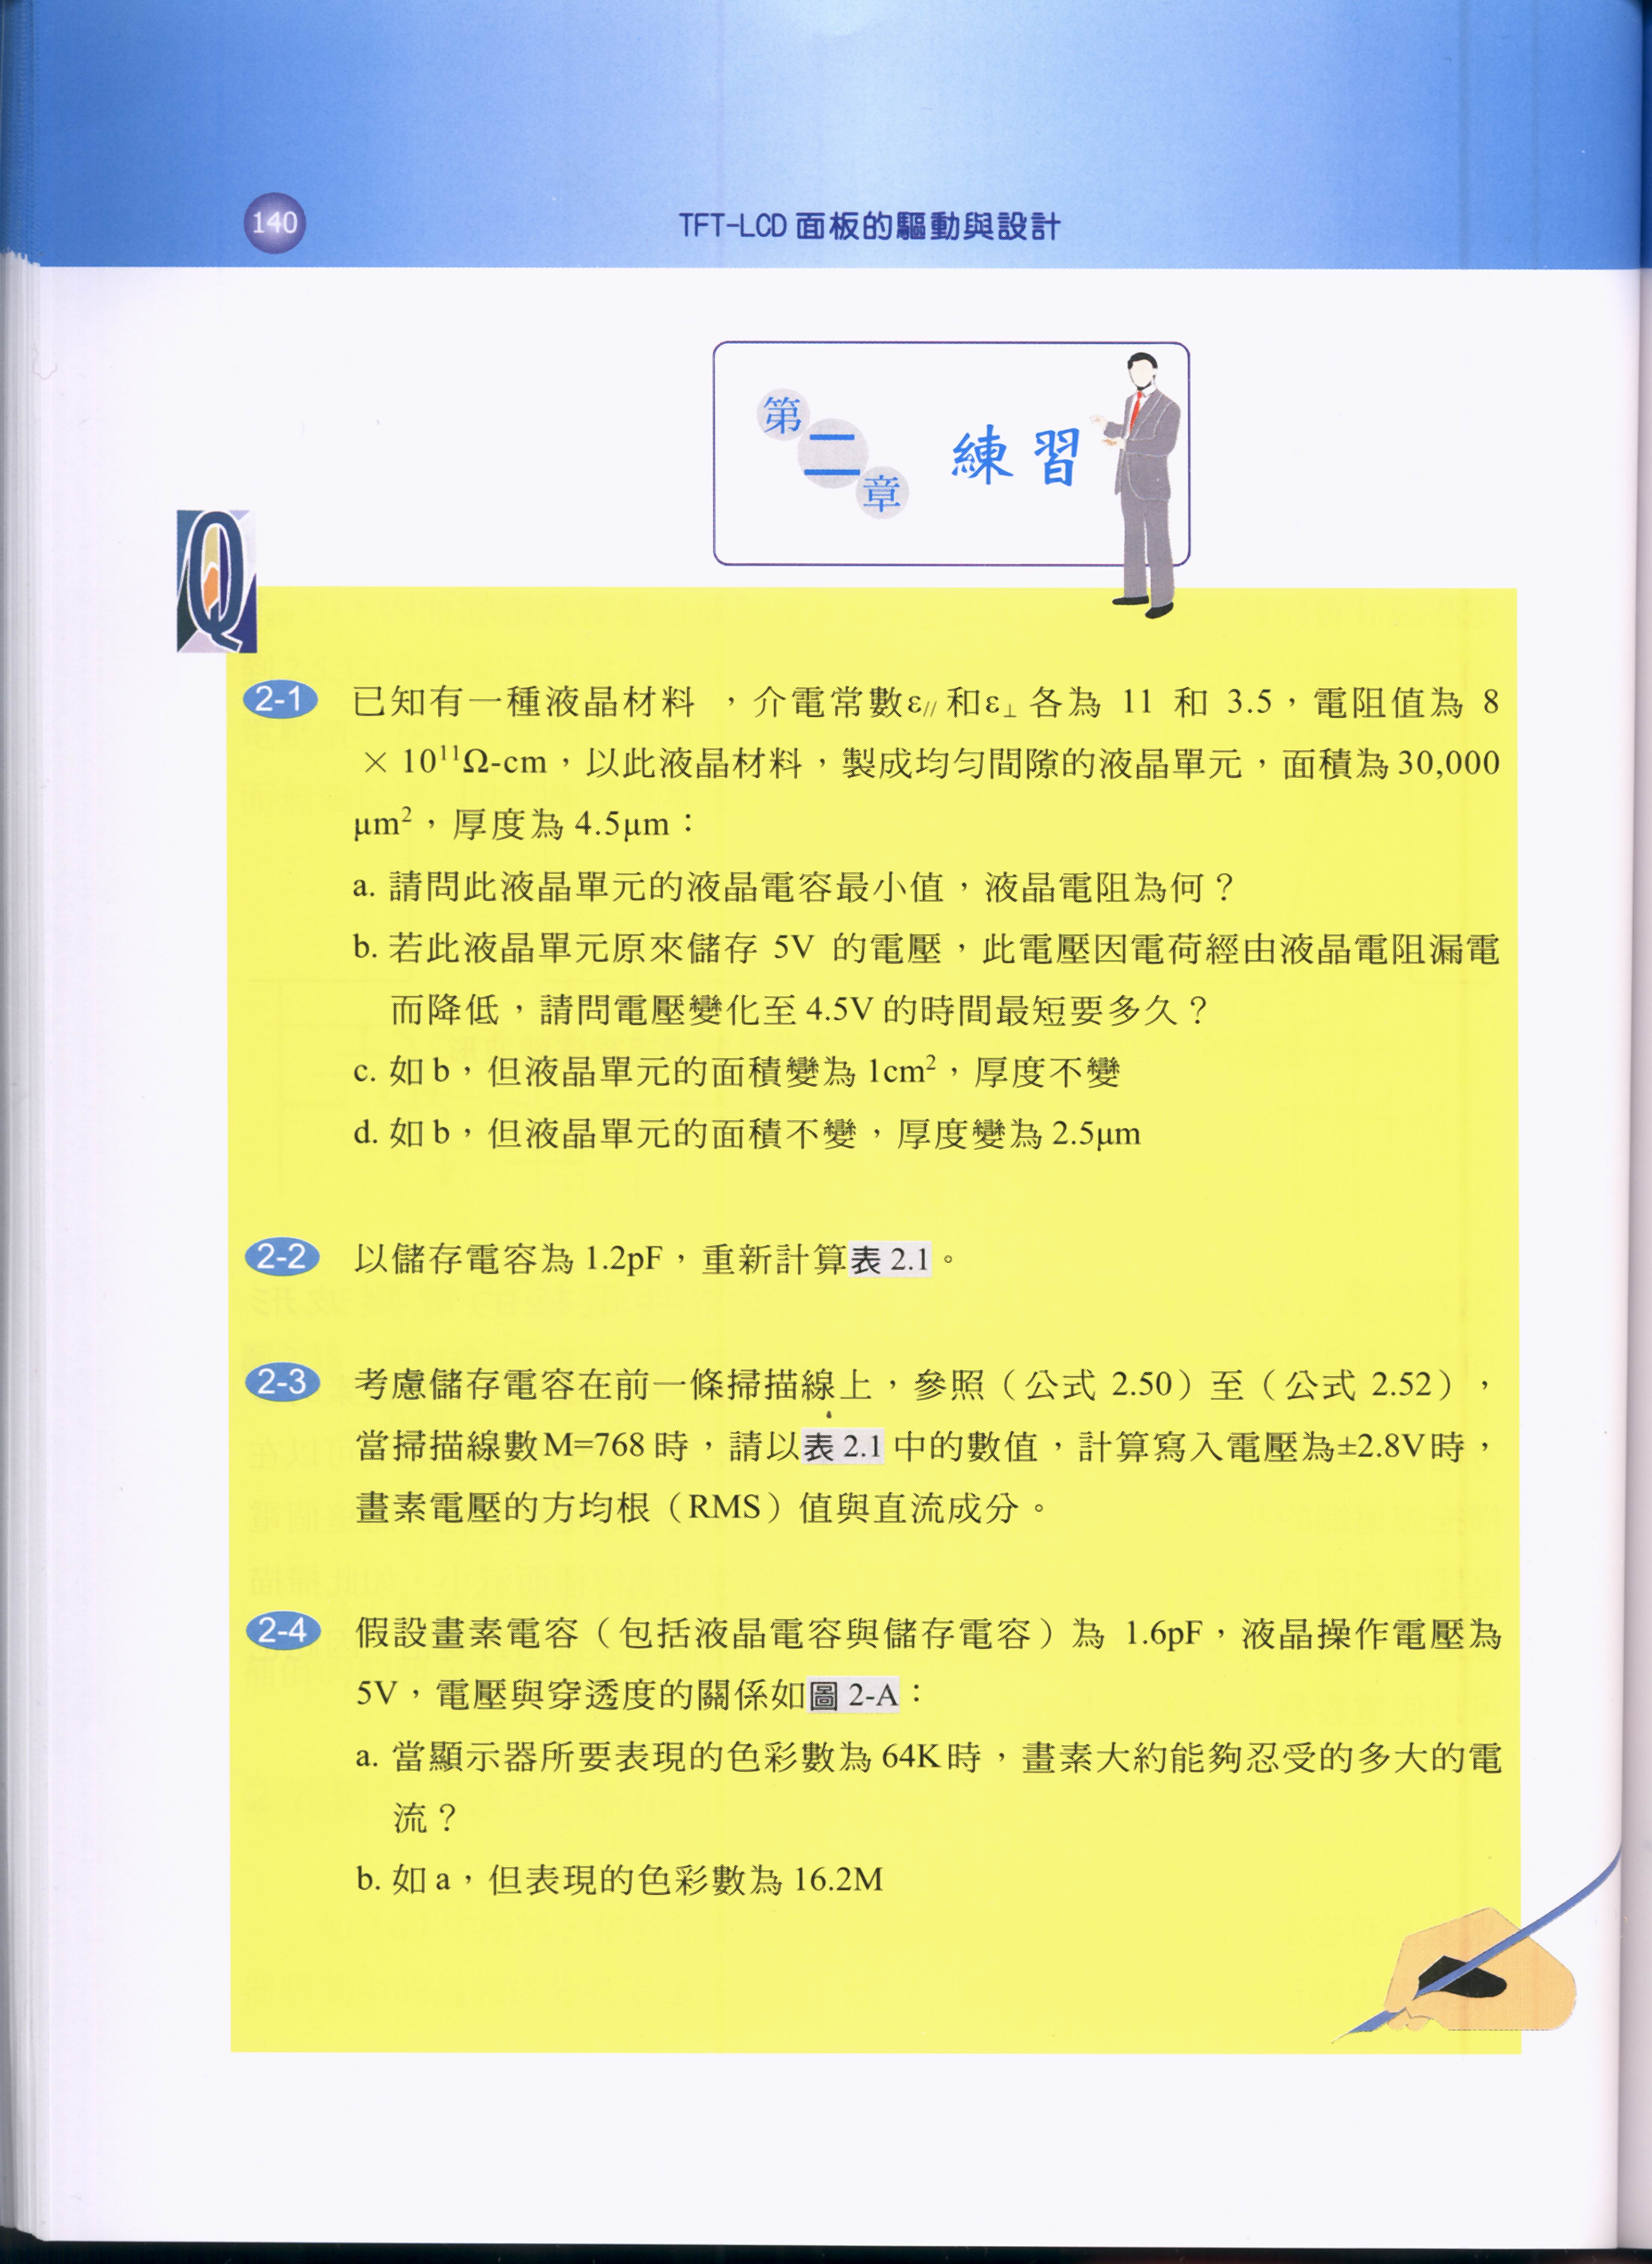 140
TFT-LCD 面板的驅動與設計
第二章 練習
Q
2-1 已知有一種液晶材料，介電常數ε// 和ε⊥ 各為 11 和 3.5，電阻值為 8
× 10¹¹Ω-cm，以此液晶材料，製成均勻間隙的液晶單元，面積為 30,000
μm²，厚度為 4.5μm：
a. 請問此液晶單元的液晶電容最小值，液晶電阻為何？
b. 若此液晶單元原來儲存 5V 的電壓，此電壓因電荷經由液晶電阻漏電
而降低，請問電壓變化至 4.5V 的時間最短要多久？
c. 如 b，但液晶單元的面積變為 1cm²，厚度不變
d. 如 b，但液晶單元的面積不變，厚度變為 2.5μm
2-2 以儲存電容為 1.2pF，重新計算表 2.1。
2-3 考慮儲存電容在前一條掃描線上，參照（公式 2.50）至（公式 2.52），
當掃描線數 M=768 時，請以表 2.1 中的數值，計算寫入電壓為±2.8V 時，
畫素電壓的方均根（RMS）值與直流成分。
2-4 假設畫素電容（包括液晶電容與儲存電容）為 1.6pF，液晶操作電壓為
5V，電壓與穿透度的關係如圖 2-A：
a. 當顯示器所要表現的色彩數為 64K 時，畫素大約能夠忍受的多大的電
流？
b. 如 a，但表現的色彩數為 16.2M